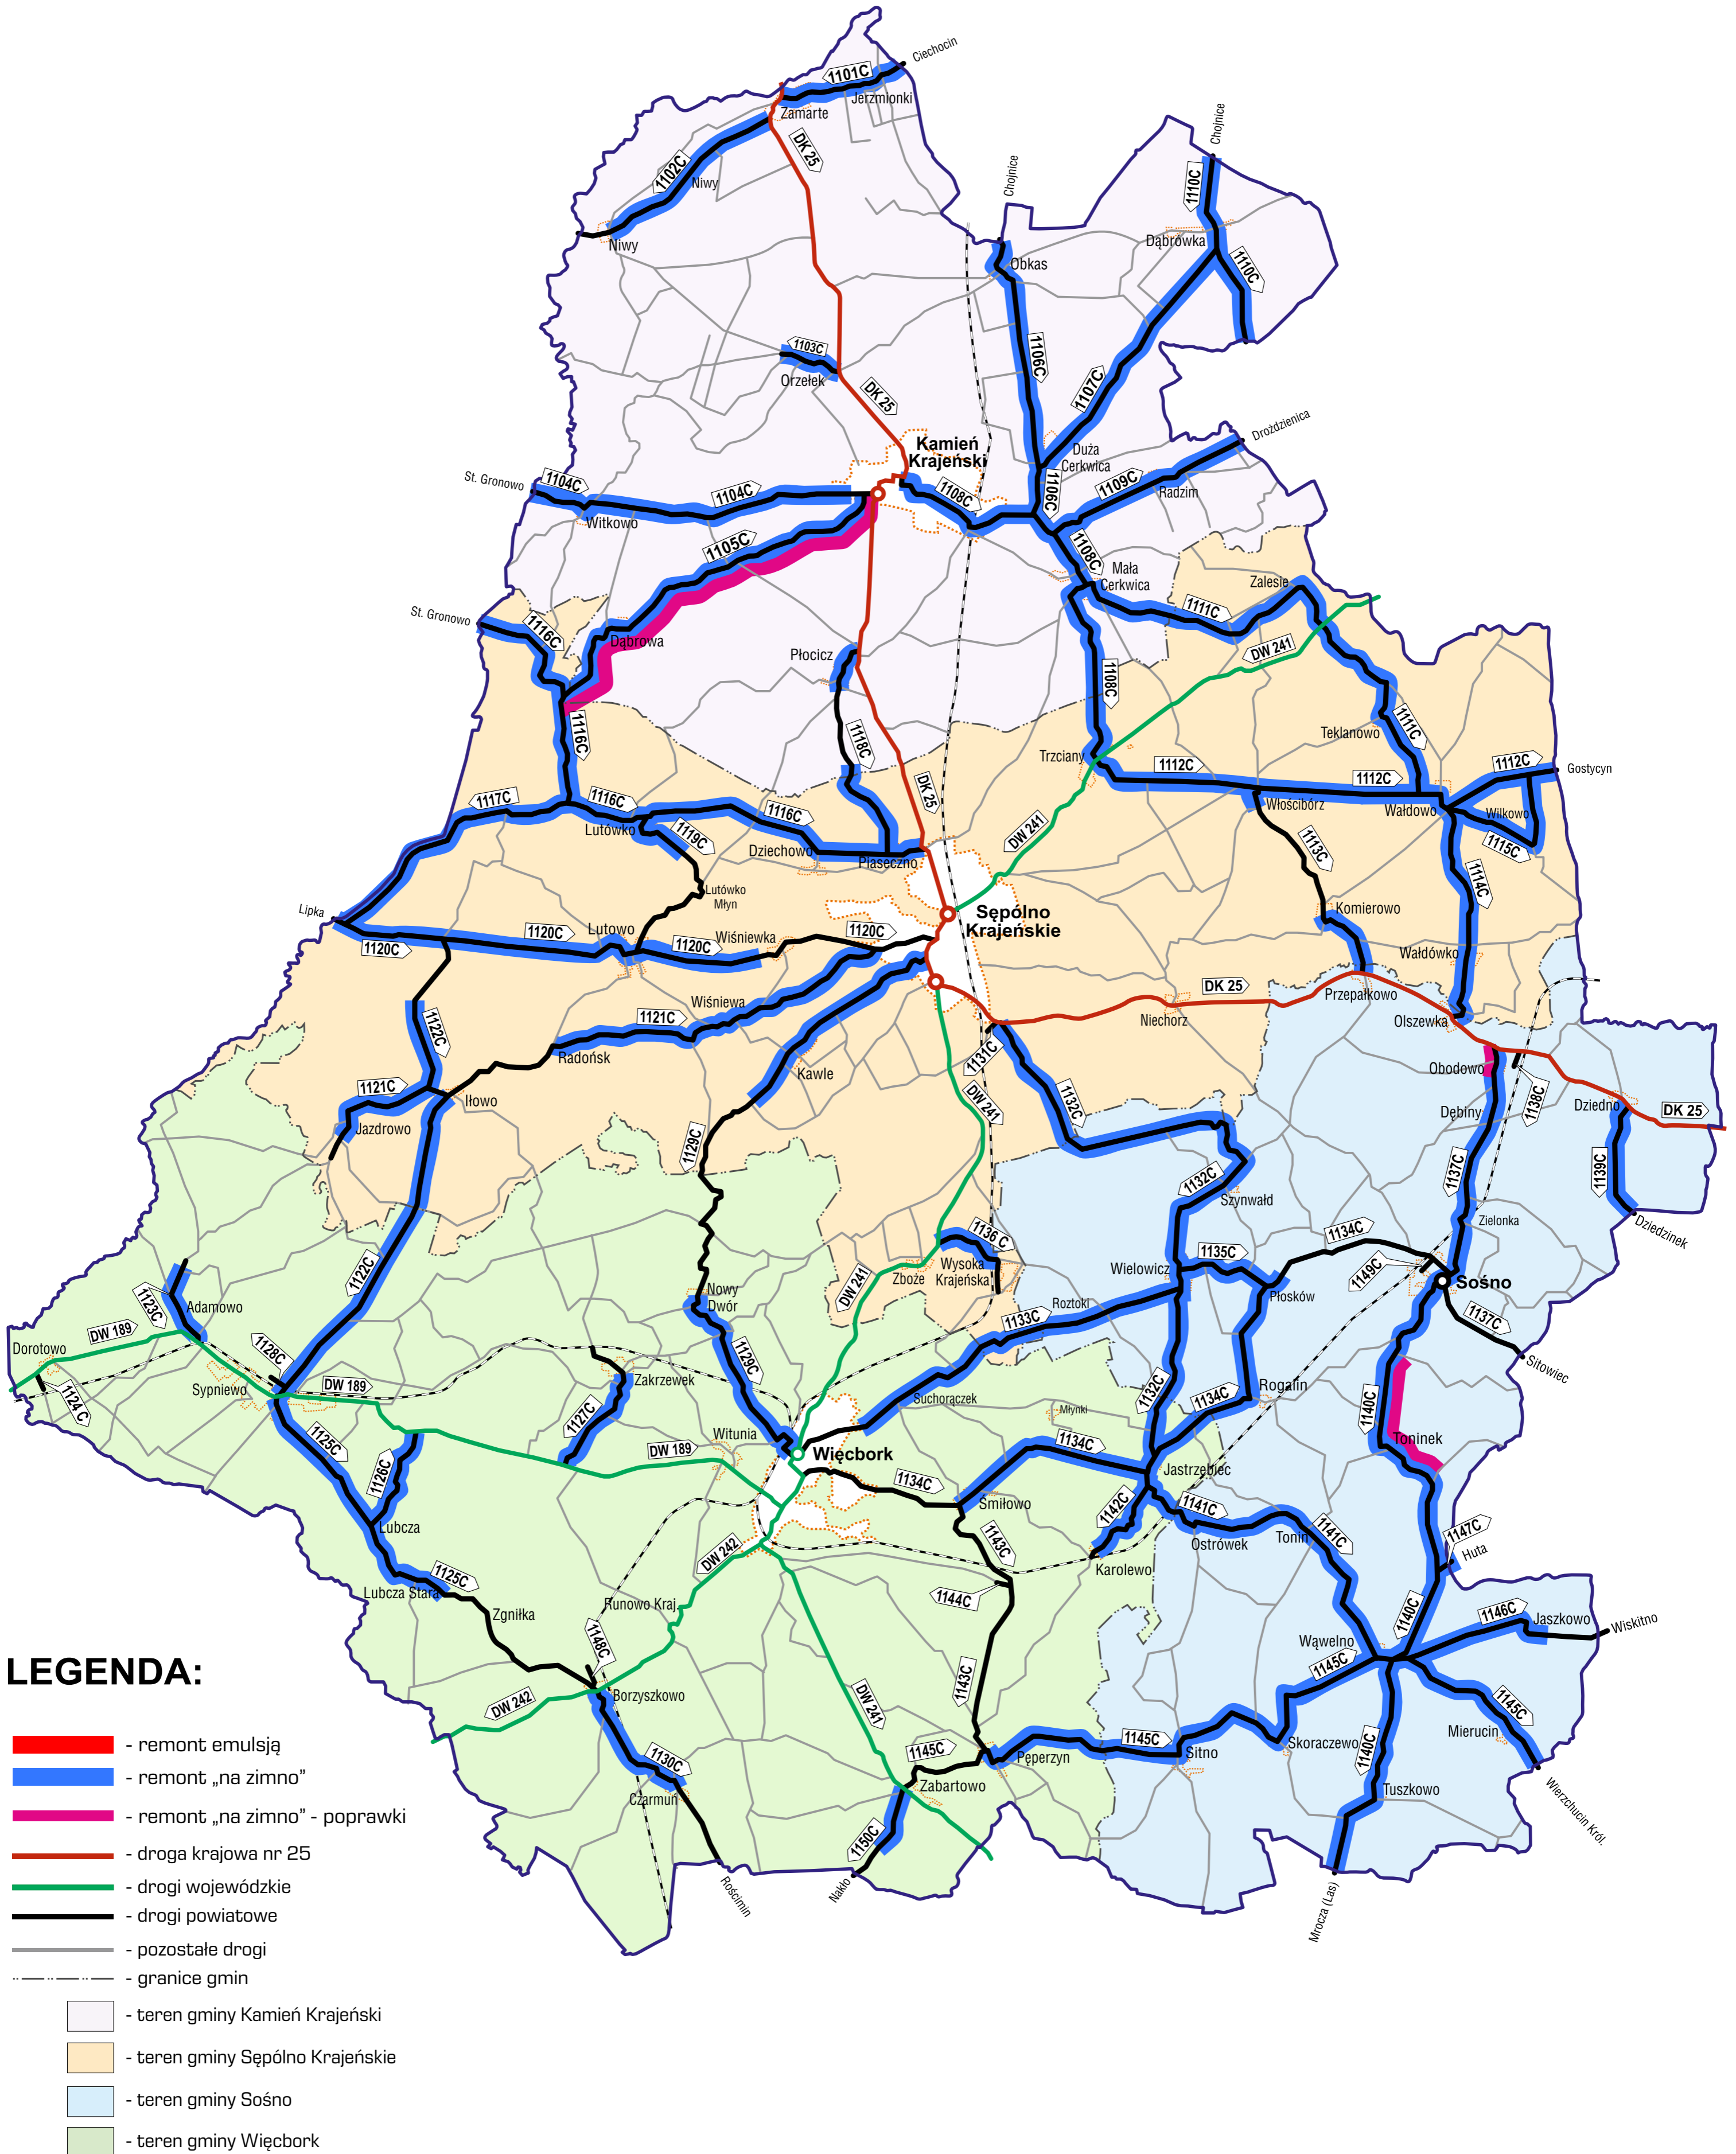 Ciechocin
1101C
Jerzmionki
Zamarte
DK 25
Chojnice
1102C
Niwy
Chojnice
1110C
Niwy
Dąbrówka
Obkas
1110C
1103C
1106C
Orzełek
1107C
DK 25
Drożdzienica
Kamień
Krajeński
Duża
Cerkwica
St. Gronowo
1104C
1104C
1108C
1106C
1109C
Radzim
Witkowo
1105C
1108C
Mała
Cerkwica
Zalesie
St. Gronowo
1116C
1111C
Dąbrowa
Płocicz
DW 241
1108C
1116C
1118C
Teklanowo
1111C
Trzciany
1112C
1112C
1112C
Gostycyn
DK 25
1117C
1116C
1116C
Włościbórz
Wałdowo
Wilkowo
Lutówko
1119C
DW 241
1113C
1115C
Dziechowo
Piaseczno
1114C
Lutówko
Młyn
Lipka
Sępólno
Krajeńskie
Komierowo
1120C
1120C
Lutowo
1120C
Wiśniewka
1120C
Wałdówko
DK 25
Przepałkowo
Wiśniewa
1121C
1122C
Niechorz
Olszewka
Radońsk
1131C
Kawle
Obodowo
1138C
1121C
Iłowo
DW 241
1132C
Dębiny
Dziedno
DK 25
Jazdrowo
1129C
1137C
1139C
1132C
Szynwałd
Zielonka
Dziedzinek
1136 C
1134C
1122C
Zboże
Wysoka
Krajeńska
Wielowicz
1135C
1149C
Sośno
1123C
Adamowo
DW 241
Nowy
Dwór
Roztoki
Płosków
1133C
1137C
Dorotowo
DW 189
1128C
1129C
Sitowiec
1124 C
Sypniewo
DW 189
Zakrzewek
Suchorączek
1132C
1134C
Rogalin
1140C
1127C
Młynki
1125C
DW 189
Witunia
Więcbork
1134C
Toninek
1126C
1134C
Jastrzębiec
Lubcza
Śmiłowo
1142C
1141C
1141C
1147C
Huta
DW 242
1143C
Ostrówek
Tonin
Lubcza Stara
1125C
1144C
Karolewo
Zgniłka
Runowo Kraj.
1140C
1146C
Jaszkowo
Wiskitno
1148C
Wąwelno
LEGENDA:
1145C
1143C
Borzyszkowo
DW 242
DW 241
1145C
Mierucin
- remont emulsją
1130C
1145C
Pęperzyn
1145C
Sitno
Skoraczewo
1140C
- remont „na zimno”
Czarmuń
Zabartowo
Tuszkowo
Wierzchucin Król.
- remont „na zimno” - poprawki
1150C
- droga krajowa nr 25
Rościmin
Nakło
Mrocza (Las)
- drogi wojewódzkie
- drogi powiatowe
- pozostałe drogi
- granice gmin
- teren gminy Kamień Krajeński
- teren gminy Sępólno Krajeńskie
- teren gminy Sośno
- teren gminy Więcbork